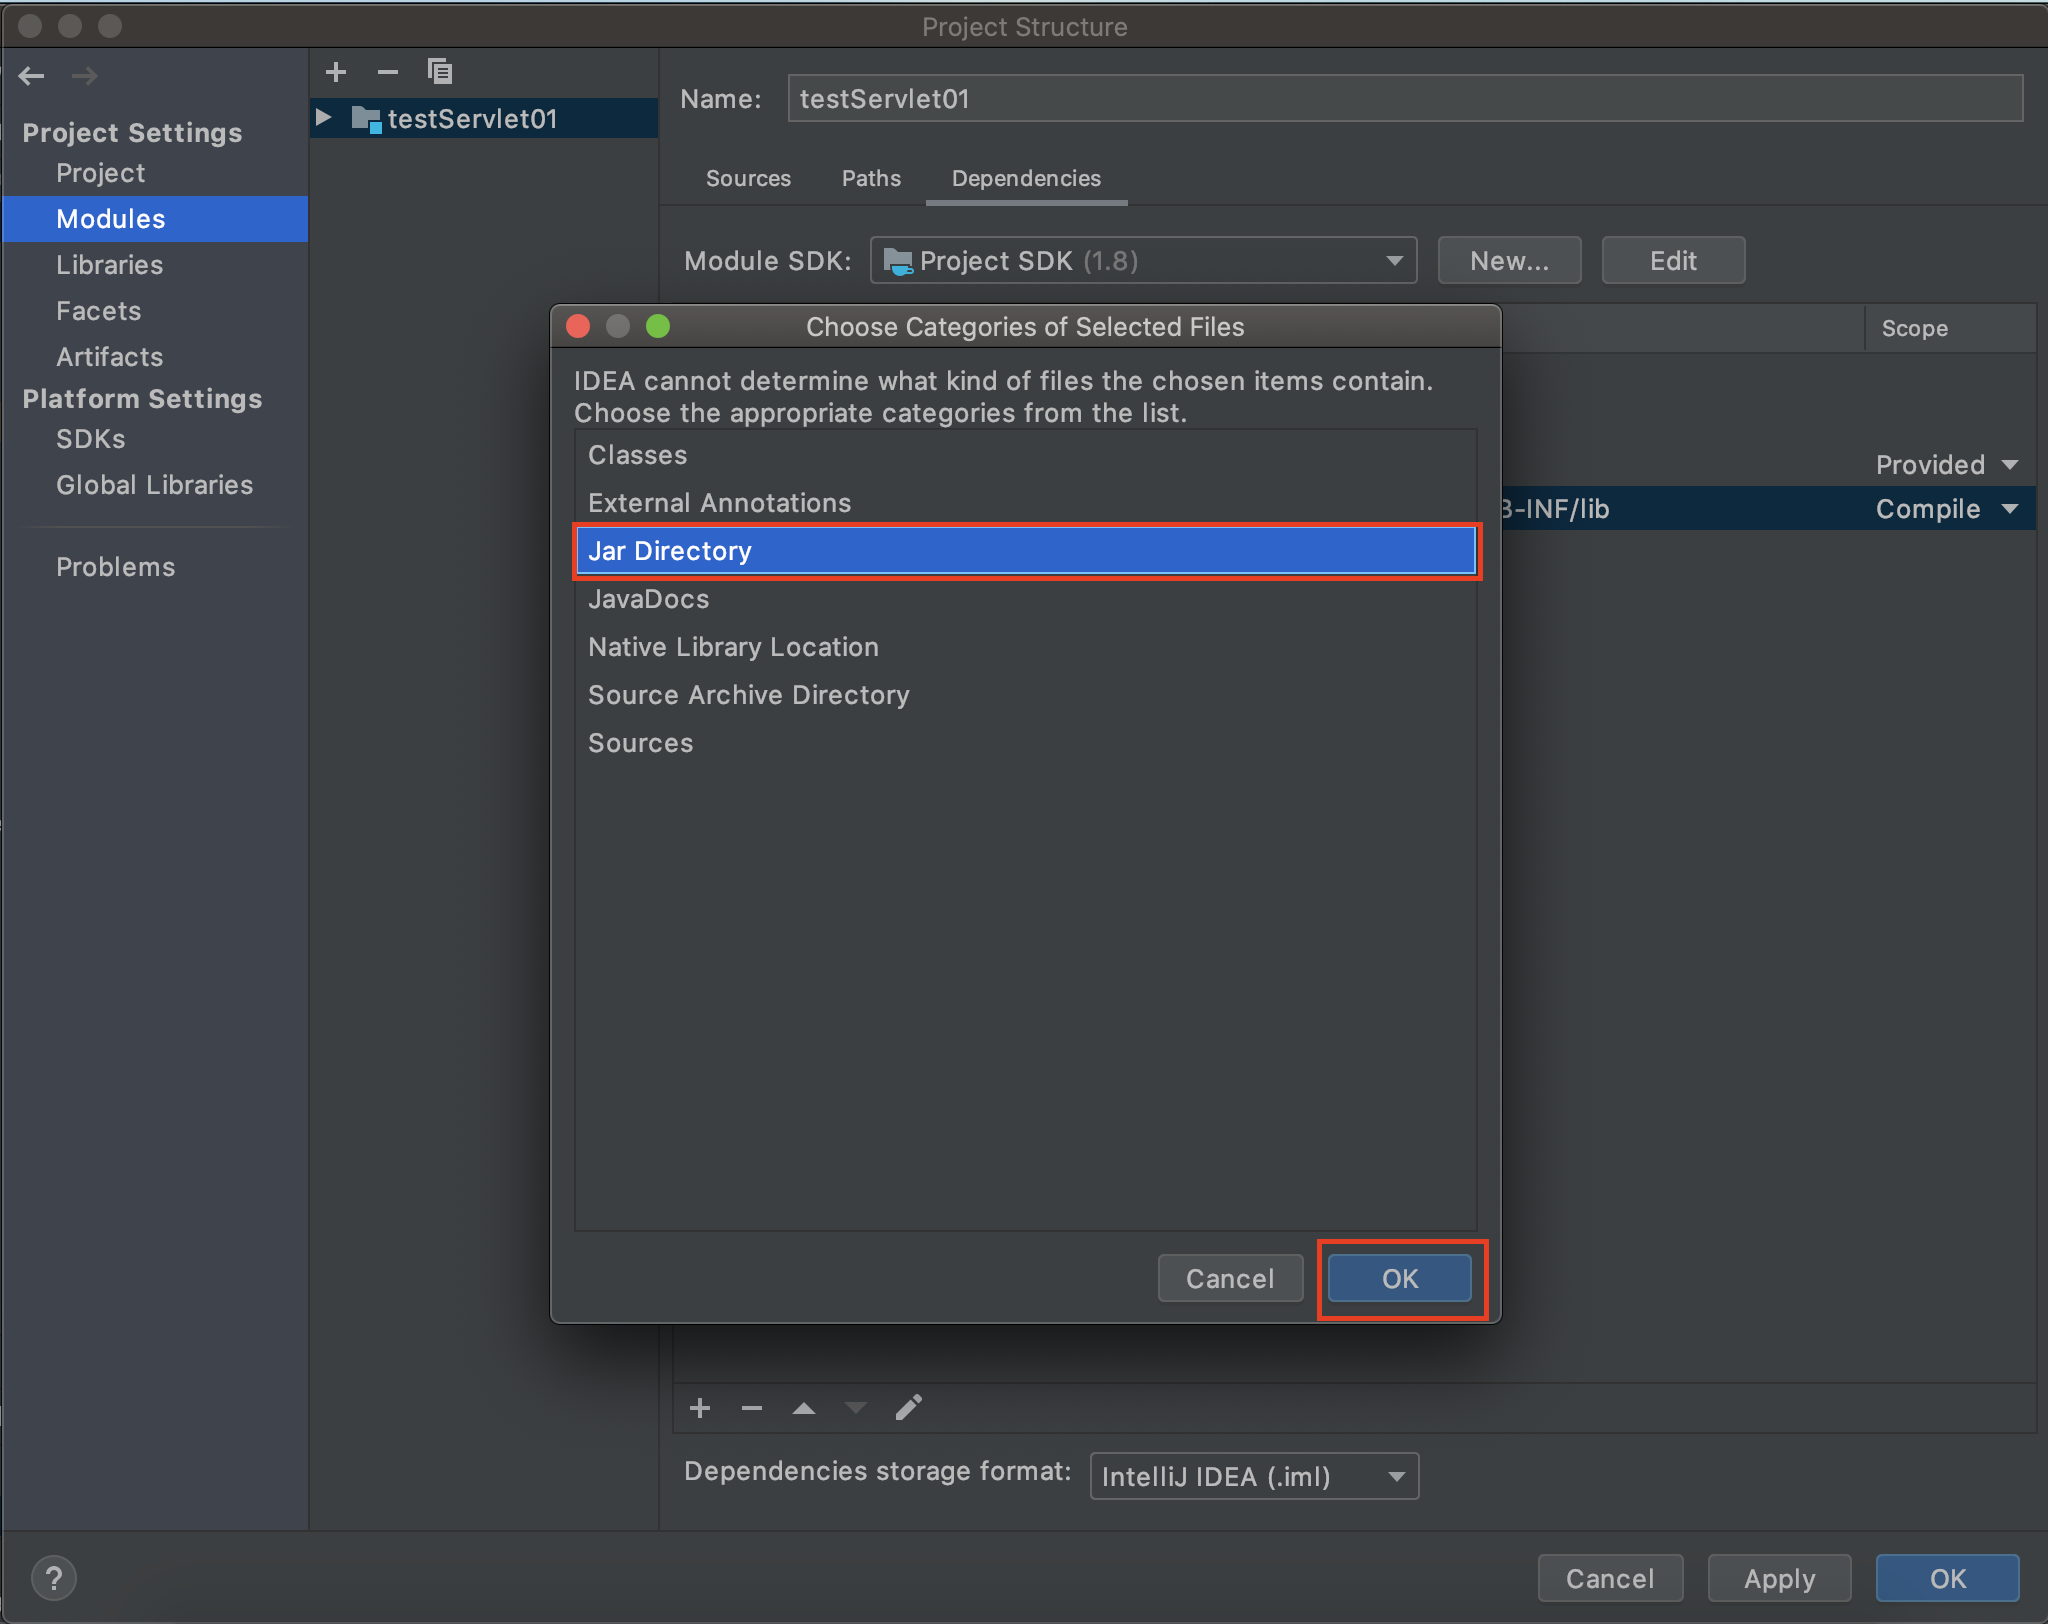 Project Structure
Project Settings
Project
Modules
Libraries
Facets
Artifacts
Platform Settings
SDKs
Global Libraries
Problems
testServlet01
Name: testServlet01
Sources Paths Dependencies
Module SDK: Project SDK (1.8) New... Edit
Scope
Provided
B-INF/lib Compile
Choose Categories of Selected Files
IDEA cannot determine what kind of files the chosen items contain.
Choose the appropriate categories from the list.
Classes
External Annotations
Jar Directory
JavaDocs
Native Library Location
Source Archive Directory
Sources
Cancel OK
Dependencies storage format: IntelliJ IDEA (.iml)
? Cancel Apply OK